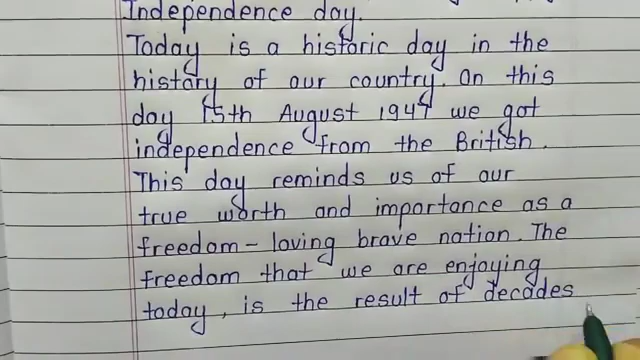 Independence day.
Today is a historic day in the
history of our country. On this
day 15th August 1947 we got
independence from the British.
This day reminds us of our
true worth and importance as a
freedom - loving brave nation. The
freedom that we are enjoying
today, is the result of decades